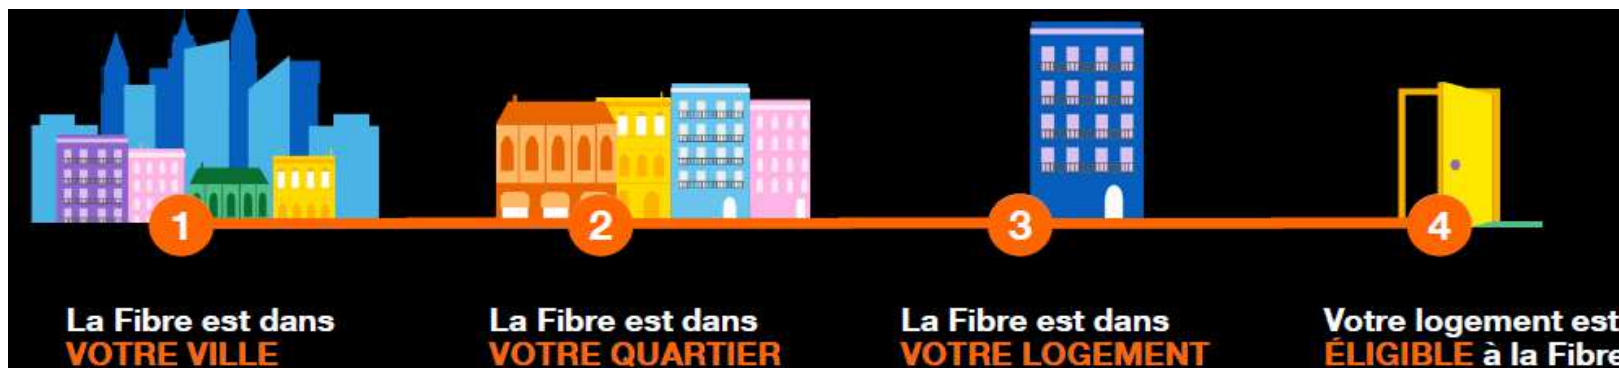 1
2
3
4
La Fibre est dans
VOTRE VILLE
La Fibre est dans
VOTRE QUARTIER
La Fibre est dans
VOTRE LOGEMENT
Votre logement est
ÉLIGIBLE à la Fibre